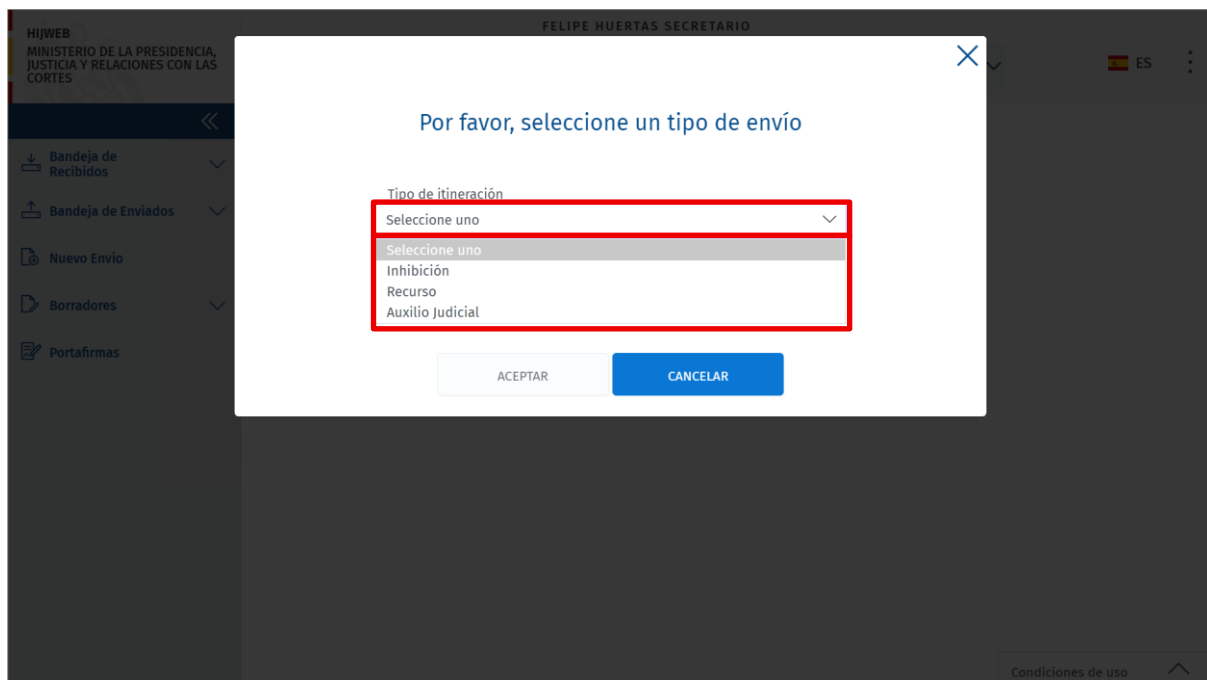 FELIPE HUERTAS SECRETARIO
HIJWEB
MINISTERIO DE LA PRESIDENCIA,
JUSTICIA Y RELACIONES CON LAS
CORTES
ES
Bandeja de
Recibidos
Bandeja de Enviados
Nuevo Envío
Borradores
Portafirmas
Por favor, seleccione un tipo de envío
Tipo de itineración
Seleccione uno
Seleccione uno
Inhibición
Recurso
Auxilio Judicial
ACEPTAR
CANCELAR
Condiciones de uso